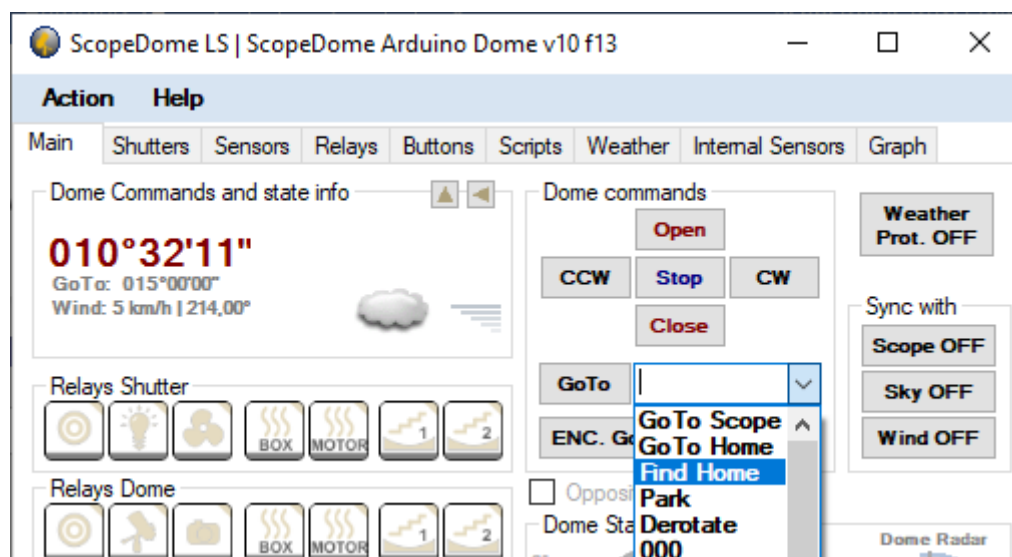 ScopeDome LS | ScopeDome Arduino Dome v10 f13
Action Help
Main Shutters Sensors Relays Buttons Scripts Weather Internal Sensors Graph
Dome Commands and state info
010°32'11"
GoTo: 015°00'00"
Wind: 5 km/h | 214,00°
Dome commands
Open
CCW Stop CW
Close
GoTo
ENC.
GoTo Scope
GoTo Home
Find Home
Park
Derotate
000
Weather
Prot. OFF
Sync with
Scope OFF
Sky OFF
Wind OFF
Relays Shutter
BOX MOTOR 1 2
Relays Dome
BOX MOTOR 1 2
Dome
Dome Radar